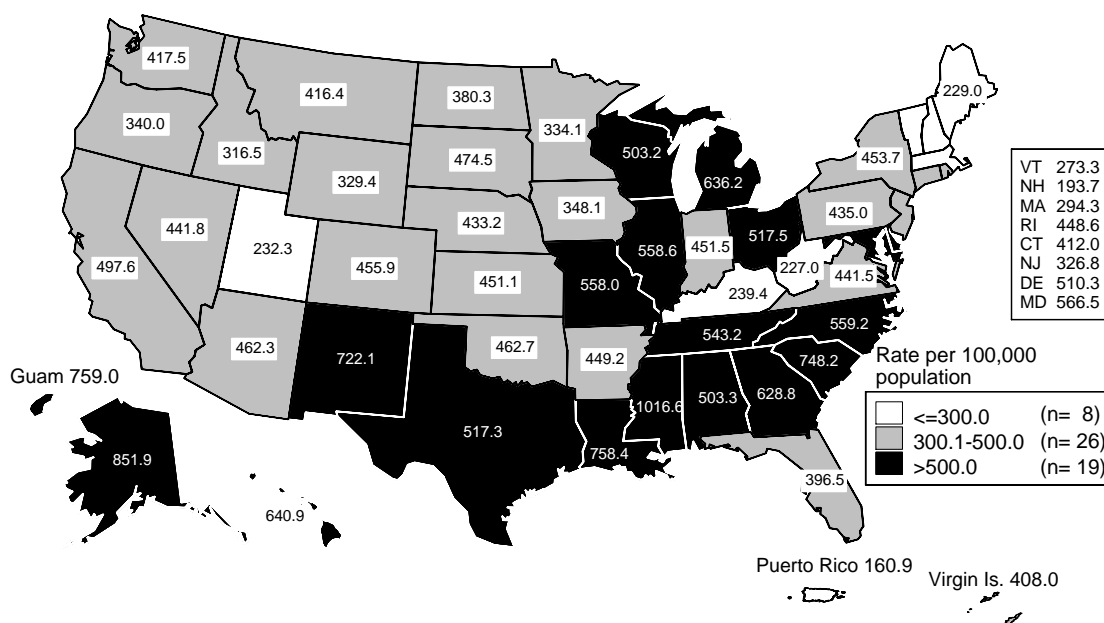 417.5
416.4
380.3
334.1
340.0
316.5
329.4
474.5
503.2
636.2
453.7
229.0
441.8
232.3
433.2
348.1
435.0
497.6
455.9
451.1
558.0
558.6
451.5
517.5
227.0
441.5
239.4
462.3
722.1
462.7
449.2
543.2
559.2
748.2
517.3
758.4
1016.6
503.3
628.8
396.5
VT 273.3
NH 193.7
MA 294.3
RI 448.6
CT 412.0
NJ 326.8
DE 510.3
MD 566.5
Guam 759.0
851.9
640.9
Rate per 100,000
population
<=300.0 (n= 8)
300.1-500.0 (n= 26)
>500.0 (n= 19)
Puerto Rico 160.9
Virgin Is. 408.0